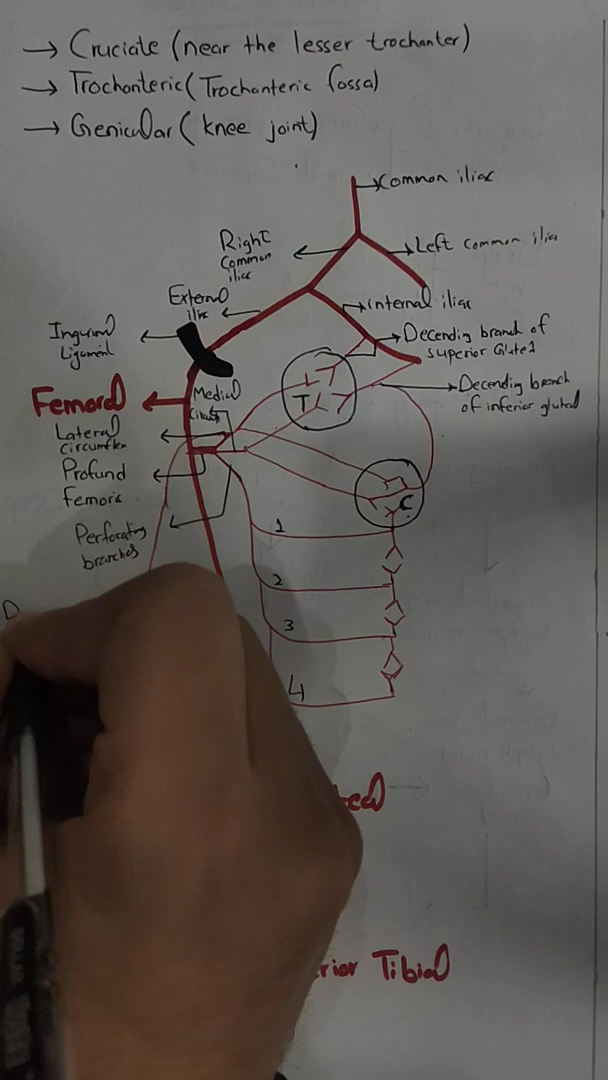 → Cruciate (near the lesser trochanter)
→ Trochanteric (Trochanteric fossa)
→ Genicular (knee joint)
Common iliac
Right
Common
iliac
Left common iliac
External
iliac
internal iliac
Inguinal
Ligament
Decending branch of
superior Gluteal
Femoral
Medial
T
Decending branch
of inferior gluteal
Lateral
Circumflex
Profund
Femoris
C
Perforating
branches
1
2
3
4
Tibial